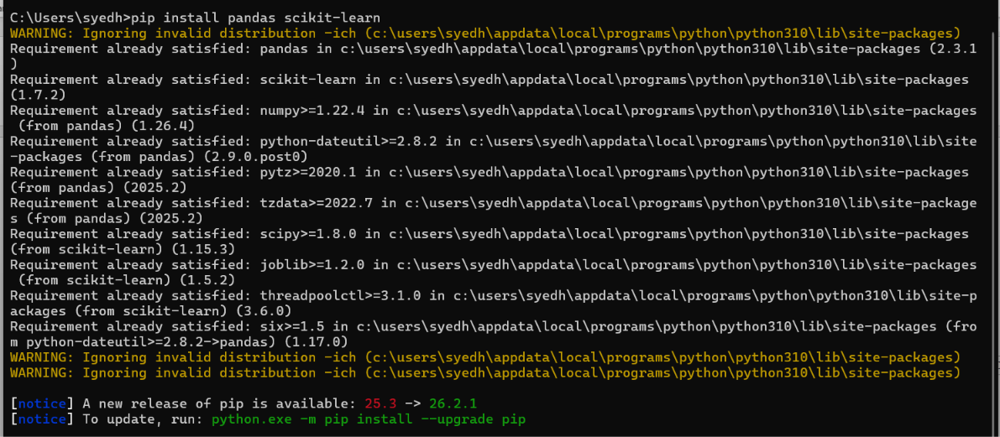 C:\Users\syedh>pip install pandas scikit-learn
WARNING: Ignoring invalid distribution -ich (c:\users\syedh\appdata\local\programs\python\python310\lib\site-packages)
Requirement already satisfied: pandas in c:\users\syedh\appdata\local\programs\python\python310\lib\site-packages (2.3.1
)
Requirement already satisfied: scikit-learn in c:\users\syedh\appdata\local\programs\python\python310\lib\site-packages
(1.7.2)
Requirement already satisfied: numpy>=1.22.4 in c:\users\syedh\appdata\local\programs\python\python310\lib\site-packages
 (from pandas) (1.26.4)
Requirement already satisfied: python-dateutil>=2.8.2 in c:\users\syedh\appdata\local\programs\python\python310\lib\site
-packages (from pandas) (2.9.0.post0)
Requirement already satisfied: pytz>=2020.1 in c:\users\syedh\appdata\local\programs\python\python310\lib\site-packages
(from pandas) (2025.2)
Requirement already satisfied: tzdata>=2022.7 in c:\users\syedh\appdata\local\programs\python\python310\lib\site-package
s (from pandas) (2025.2)
Requirement already satisfied: scipy>=1.8.0 in c:\users\syedh\appdata\local\programs\python\python310\lib\site-packages
(from scikit-learn) (1.15.3)
Requirement already satisfied: joblib>=1.2.0 in c:\users\syedh\appdata\local\programs\python\python310\lib\site-packages
 (from scikit-learn) (1.5.2)
Requirement already satisfied: threadpoolctl>=3.1.0 in c:\users\syedh\appdata\local\programs\python\python310\lib\site-p
ackages (from scikit-learn) (3.6.0)
Requirement already satisfied: six>=1.5 in c:\users\syedh\appdata\local\programs\python\python310\lib\site-packages (fro
m python-dateutil>=2.8.2->pandas) (1.17.0)
WARNING: Ignoring invalid distribution -ich (c:\users\syedh\appdata\local\programs\python\python310\lib\site-packages)
WARNING: Ignoring invalid distribution -ich (c:\users\syedh\appdata\local\programs\python\python310\lib\site-packages)

[notice] A new release of pip is available: 25.3 -> 26.2.1
[notice] To update, run: python.exe -m pip install --upgrade pip